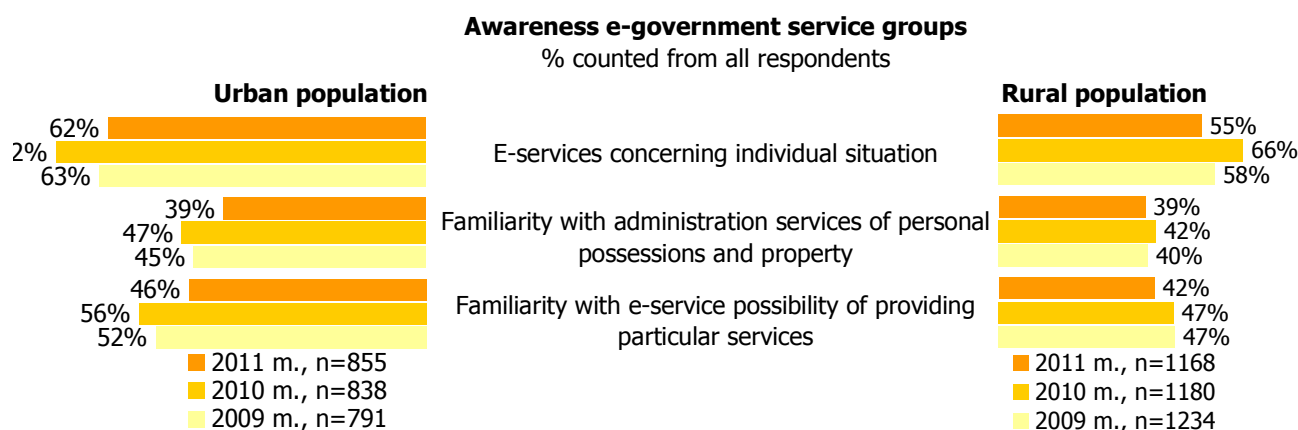 Awareness e-government service groups
% counted from all respondents
Urban population
Rural population
62%
2%
63%
E-services concerning individual situation
55%
66%
58%
39%
47%
45%
Familiarity with administration services of personal
possessions and property
39%
42%
40%
46%
56%
52%
Familiarity with e-service possibility of providing
particular services
42%
47%
47%
2011 m., n=855
2010 m., n=838
2009 m., n=791
2011 m., n=1168
2010 m., n=1180
2009 m., n=1234